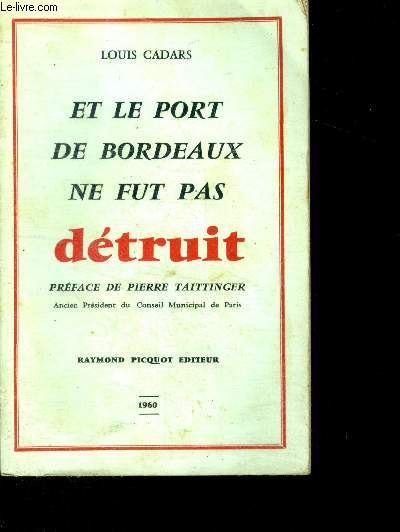 © Le-livre.com
LOUIS CADARS
ET LE PORT
DE BORDEAUX
NE FUT PAS
détruit
PRÉFACE DE PIERRE TAITTINGER
Ancien Président du Conseil Municipal de Paris
RAYMOND PICQUOT EDITEUR
1960